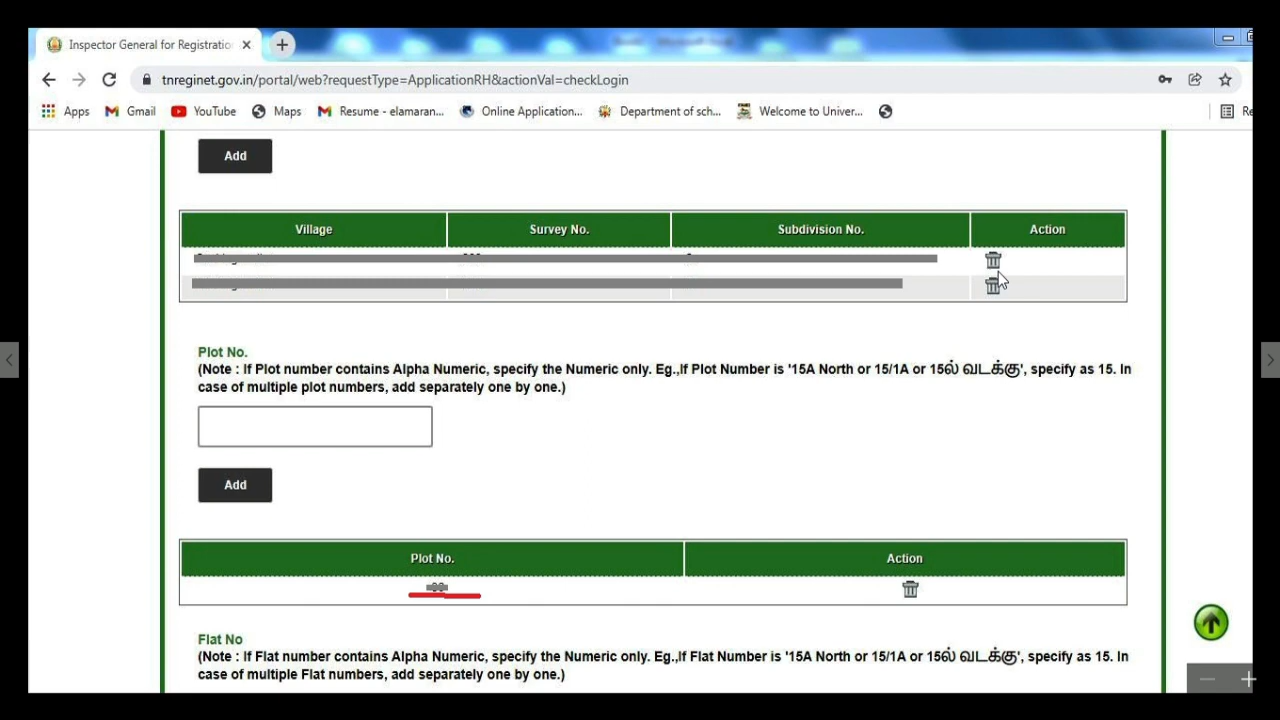 Inspector General for Registratio
tnreginet.gov.in/portal/web?requestType=ApplicationRH&actionVal=checkLogin
Apps Gmail YouTube Maps Resume - elamaran... Online Application... Department of sch... Welcome to Univer... Re
Add
Village Survey No. Subdivision No. Action
Plot No.
(Note : If Plot number contains Alpha Numeric, specify the Numeric only. Eg.,If Plot Number is '15A North or 15/1A or 15ல் வடக்கு', specify as 15. In
case of multiple plot numbers, add separately one by one.)
Add
Plot No. Action
Flat No
(Note : If Flat number contains Alpha Numeric, specify the Numeric only. Eg.,If Flat Number is '15A North or 15/1A or 15ல் வடக்கு', specify as 15. In
case of multiple Flat numbers, add separately one by one.)